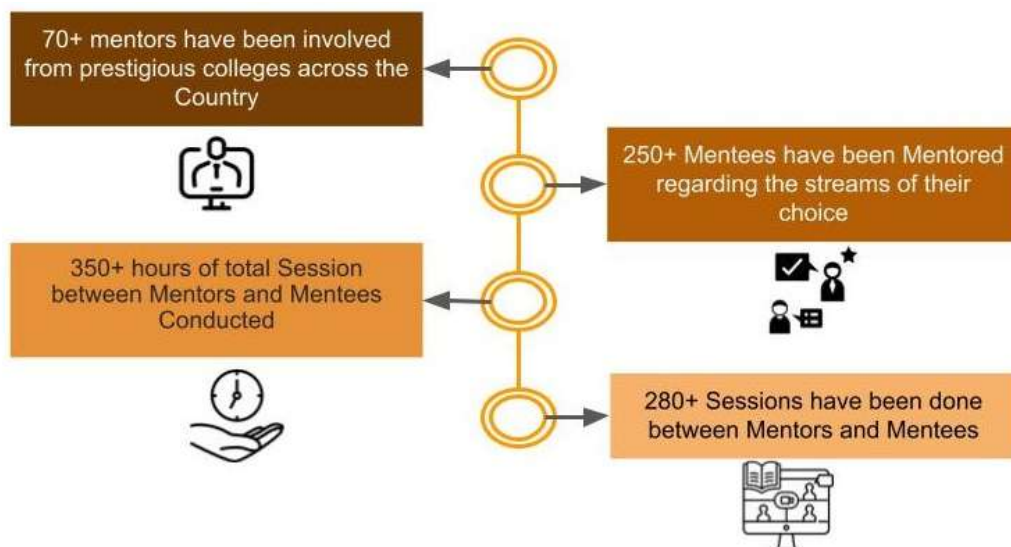 70+ mentors have been involved
from prestigious colleges across the
Country
250+ Mentees have been Mentored
regarding the streams of their
choice
350+ hours of total Session
between Mentors and Mentees
Conducted
280+ Sessions have been done
between Mentors and Mentees